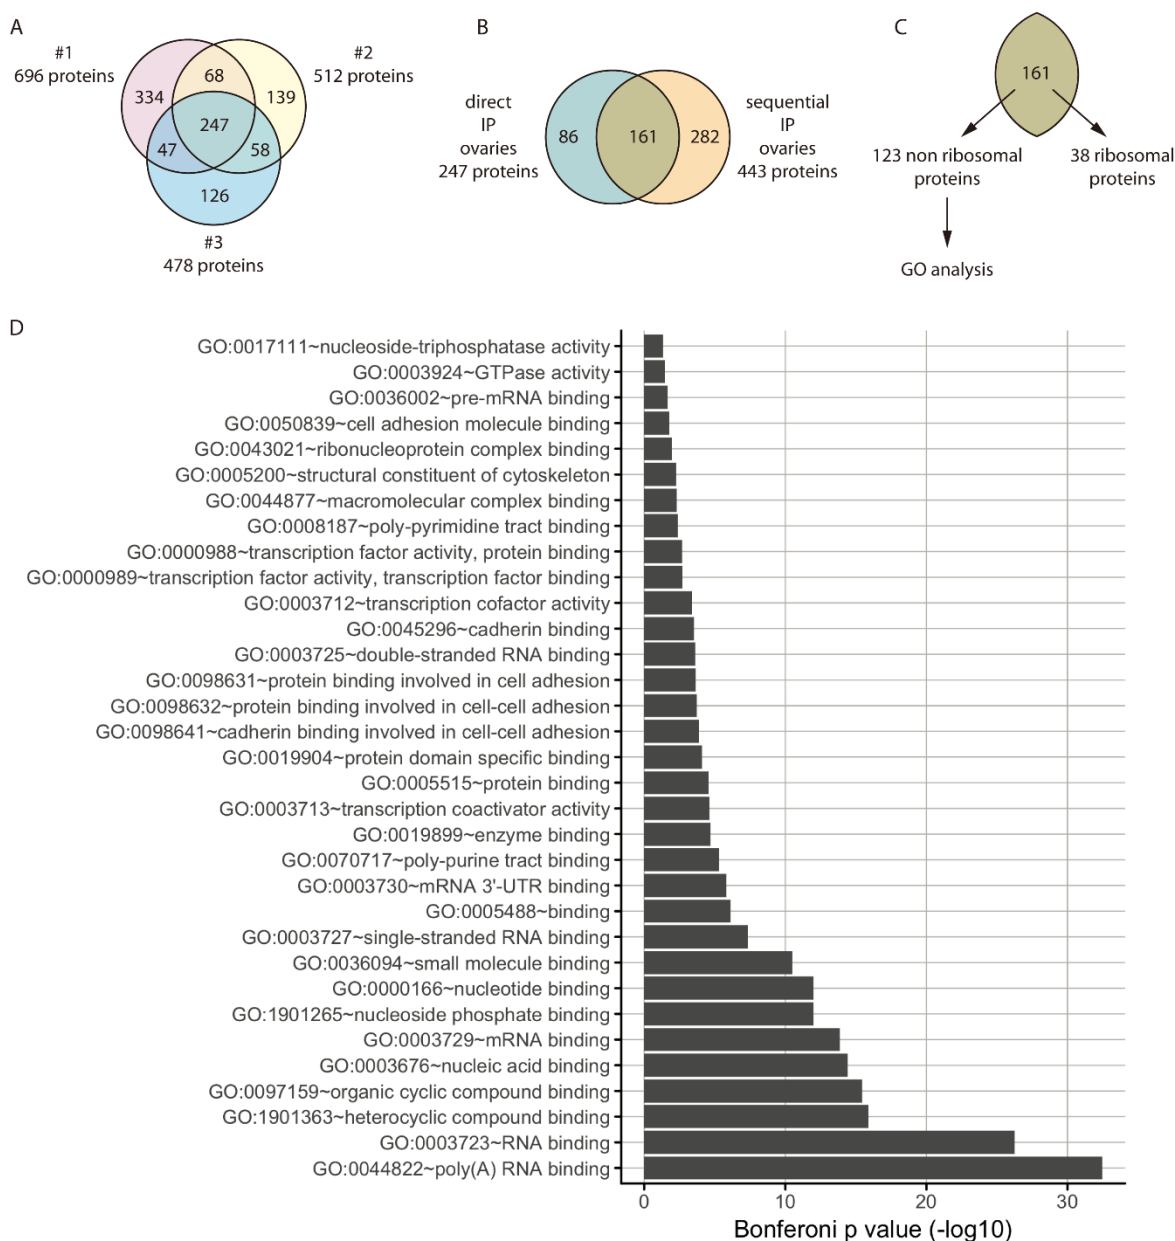 A
#1
696 proteins
#2
512 proteins
334
68
139
247
47
58
126
#3
478 proteins
B
direct
IP
ovaries
247 proteins
86
161
282
sequential
IP
ovaries
443 proteins
C
161
123 non ribosomal
proteins
38 ribosomal
proteins
GO analysis
D
GO:0017111~nucleoside-triphosphatase activity
GO:0003924~GTPase activity
GO:0036002~pre-mRNA binding
GO:0050839~cell adhesion molecule binding
GO:0043021~ribonucleoprotein complex binding
GO:0005200~structural constituent of cytoskeleton
GO:0044877~macromolecular complex binding
GO:0008187~poly-pyrimidine tract binding
GO:0000988~transcription factor activity, protein binding
GO:0000989~transcription factor activity, transcription factor binding
GO:0003712~transcription cofactor activity
GO:0045296~cadherin binding
GO:0003725~double-stranded RNA binding
GO:0098631~protein binding involved in cell adhesion
GO:0098632~protein binding involved in cell-cell adhesion
GO:0098641~cadherin binding involved in cell-cell adhesion
GO:0019904~protein domain specific binding
GO:0005515~protein binding
GO:0003713~transcription coactivator activity
GO:0019899~enzyme binding
GO:0070717~poly-purine tract binding
GO:0003730~mRNA 3'-UTR binding
GO:0005488~binding
GO:0003727~single-stranded RNA binding
GO:0036094~small molecule binding
GO:0000166~nucleotide binding
GO:1901265~nucleoside phosphate binding
GO:0003729~mRNA binding
GO:0003676~nucleic acid binding
GO:0097159~organic cyclic compound binding
GO:1901363~heterocyclic compound binding
GO:0003723~RNA binding
GO:0044822~poly(A) RNA binding
0 10 20 30
Bonferoni p value (-log10)